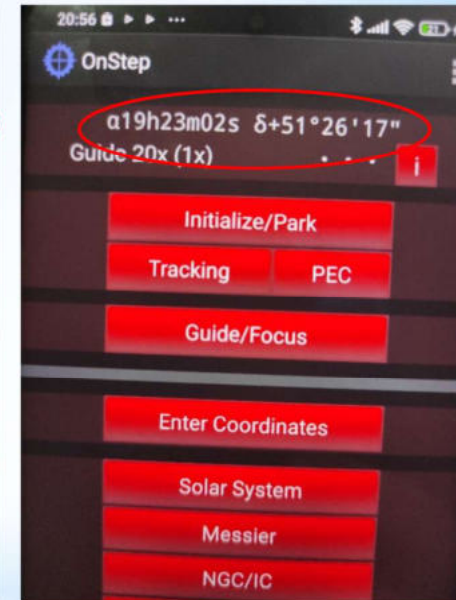 20:56
OnStep
α19h23m02s δ+51°26'17"
Guide 20x (1x) . . . i
Initialize/Park
Tracking PEC
Guide/Focus
Enter Coordinates
Solar System
Messier
NGC/IC